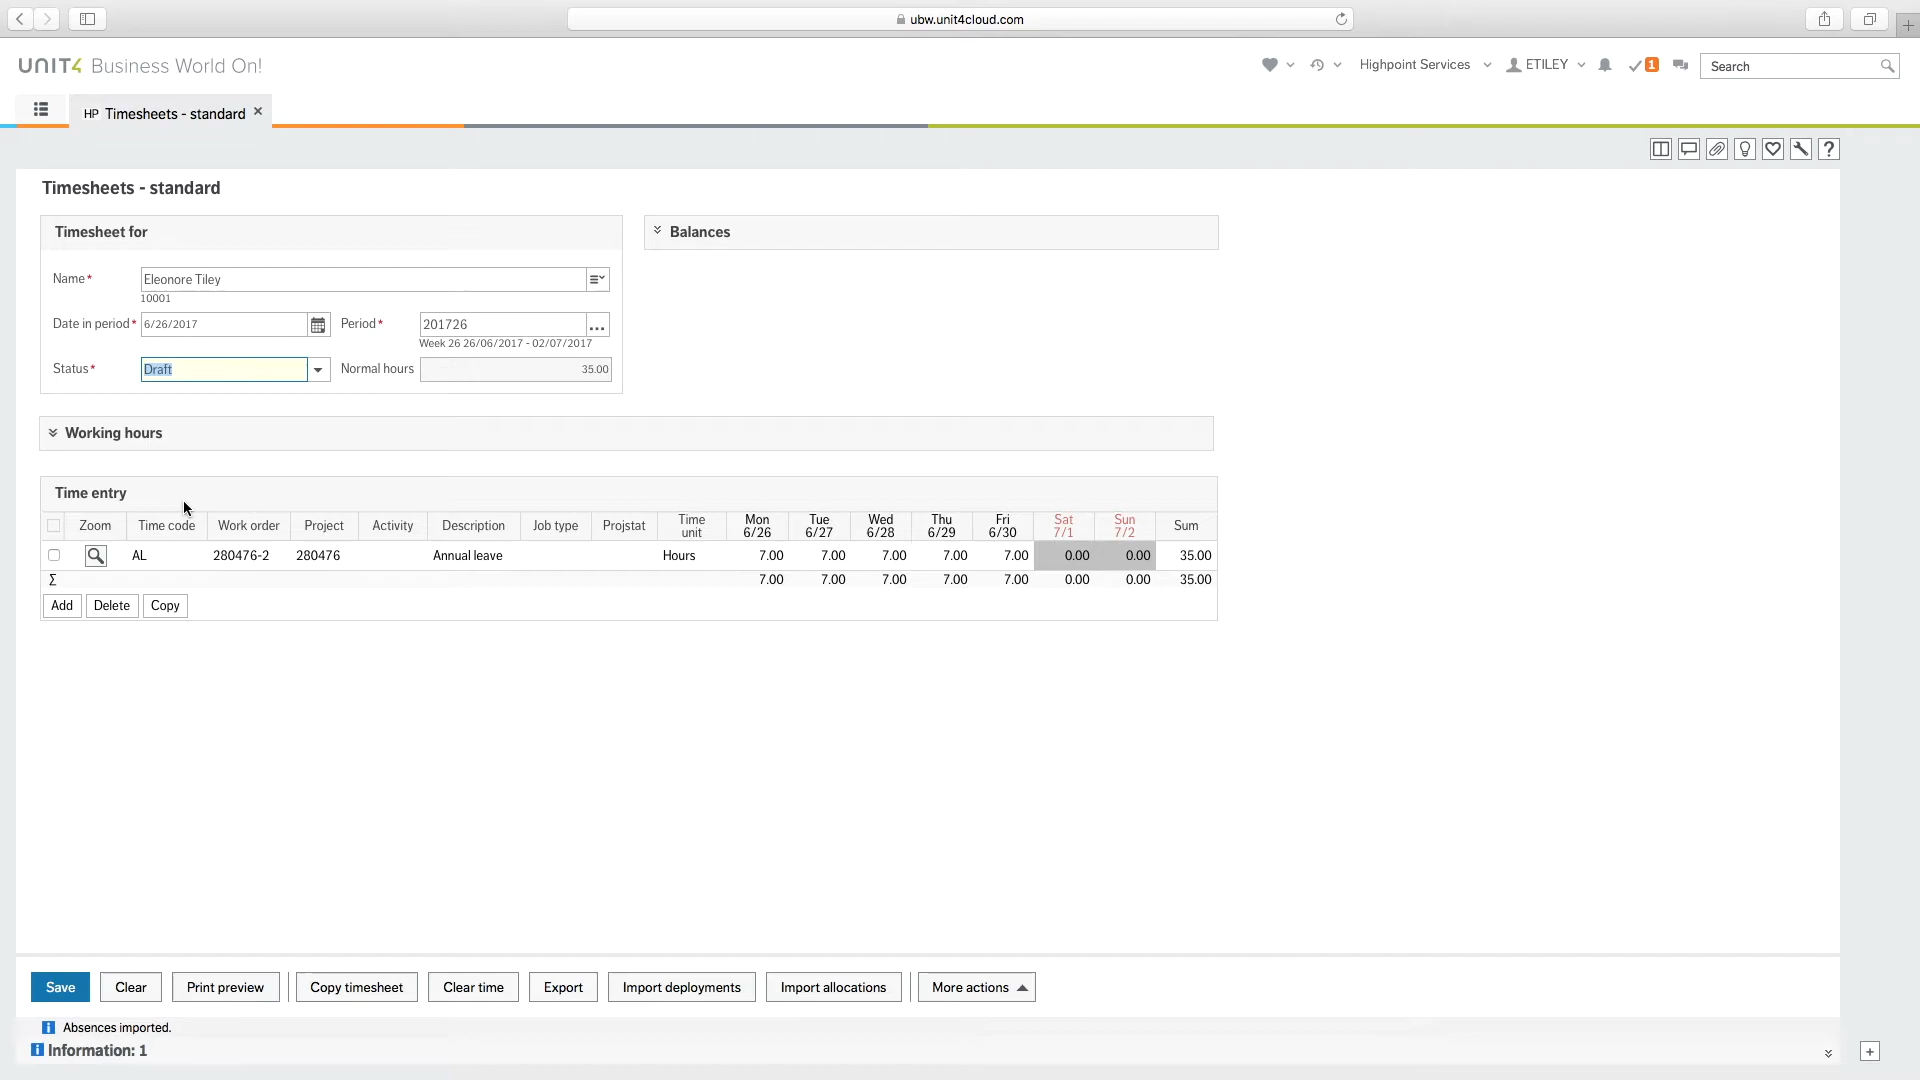 ubw.unit4cloud.com
UNIT4 Business World On!
Highpoint Services ETILEY 1 Search
HP Timesheets - standard
Timesheets - standard
Timesheet for
Balances
Name* Eleonore Tiley
10001
Date in period* 6/26/2017 Period* 201726 ...
Week 26 26/06/2017 - 02/07/2017
Status* Draft Normal hours 35.00
Working hours
Time entry
Zoom Time code Work order Project Activity Description Job type Projstat Time unit Mon 6/26 Tue 6/27 Wed 6/28 Thu 6/29 Fri 6/30 Sat 7/1 Sun 7/2 Sum
AL 280476-2 280476 Annual leave Hours 7.00 7.00 7.00 7.00 7.00 0.00 0.00 35.00
Σ 7.00 7.00 7.00 7.00 7.00 0.00 0.00 35.00
Add Delete Copy
Save Clear Print preview Copy timesheet Clear time Export Import deployments Import allocations More actions
Absences imported.
Information: 1